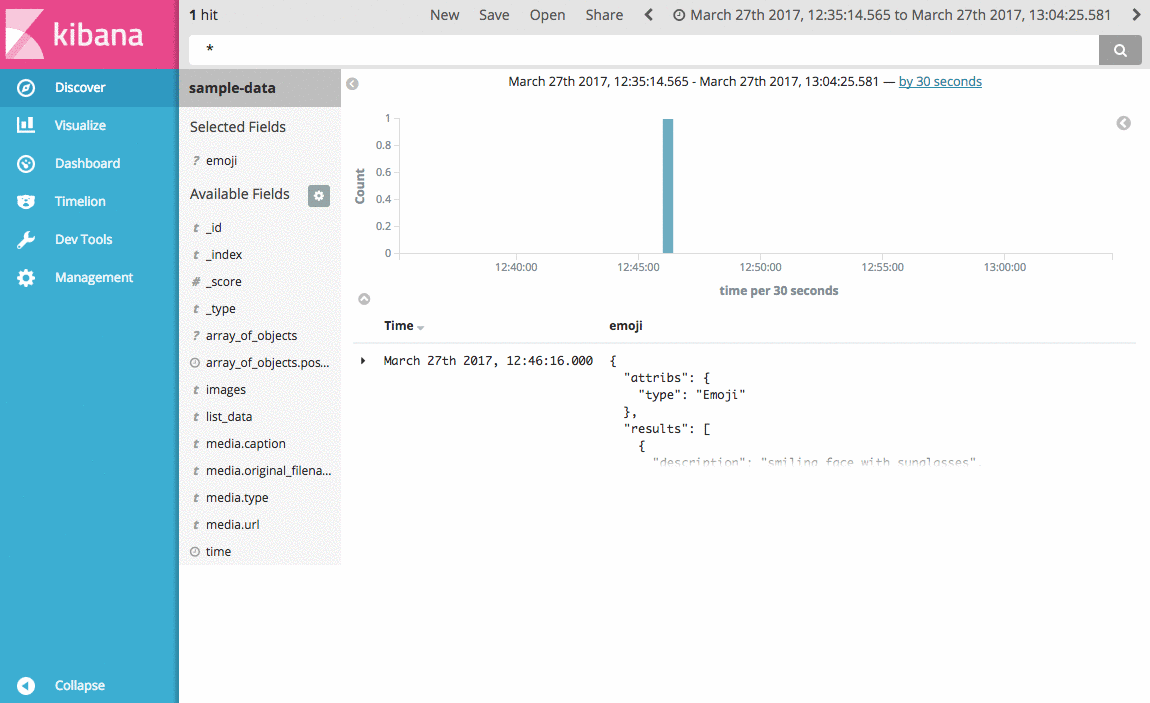 kibana
Discover
Visualize
Dashboard
Timelion
Dev Tools
Management
Collapse
1 hit
New Save Open Share March 27th 2017, 12:35:14.565 to March 27th 2017, 13:04:25.581
*
sample-data
Selected Fields
? emoji
Available Fields
t _id
t _index
# _score
t _type
? array_of_objects
array_of_objects.pos...
t images
t list_data
t media.caption
t media.original_filena...
t media.type
t media.url
time
March 27th 2017, 12:35:14.565 - March 27th 2017, 13:04:25.581 — by 30 seconds
Count
1
0.8
0.6
0.4
0.2
0
12:40:00 12:45:00 12:50:00 12:55:00 13:00:00
time per 30 seconds
Time emoji
March 27th 2017, 12:46:16.000 {
"attribs": {
"type": "Emoji"
},
"results": [
{
"description": "smiling face with sunglasses",